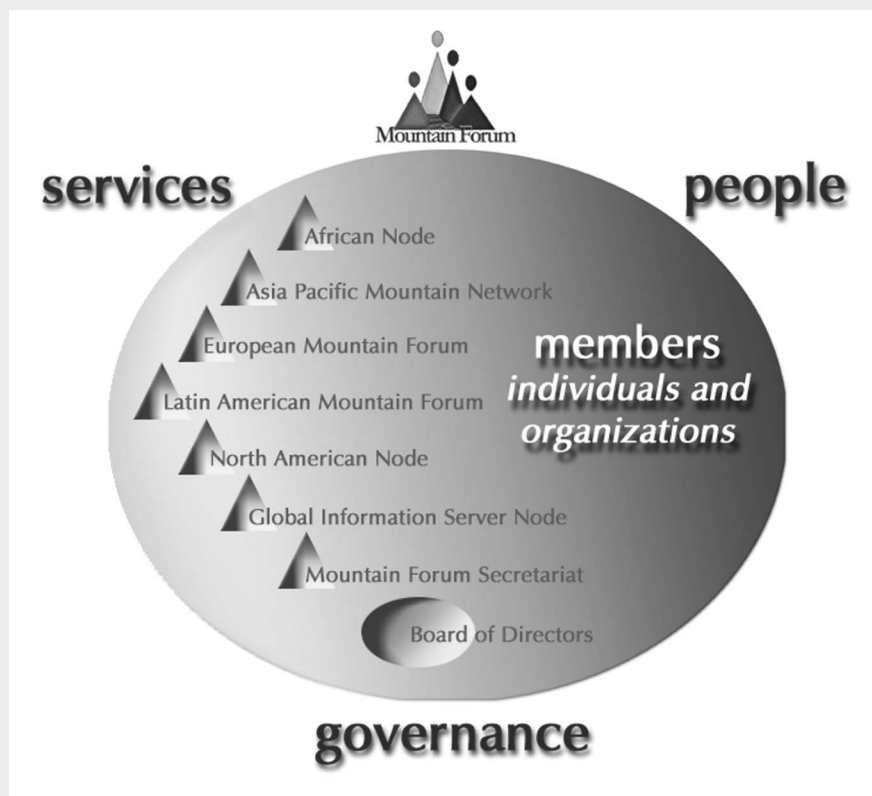 Mountain Forum
services
people
African Node
Asia Pacific Mountain Network
European Mountain Forum
members
individuals and
organizations
Latin American Mountain Forum
North American Node
Global Information Server Node
Mountain Forum Secretariat
Board of Directors
governance